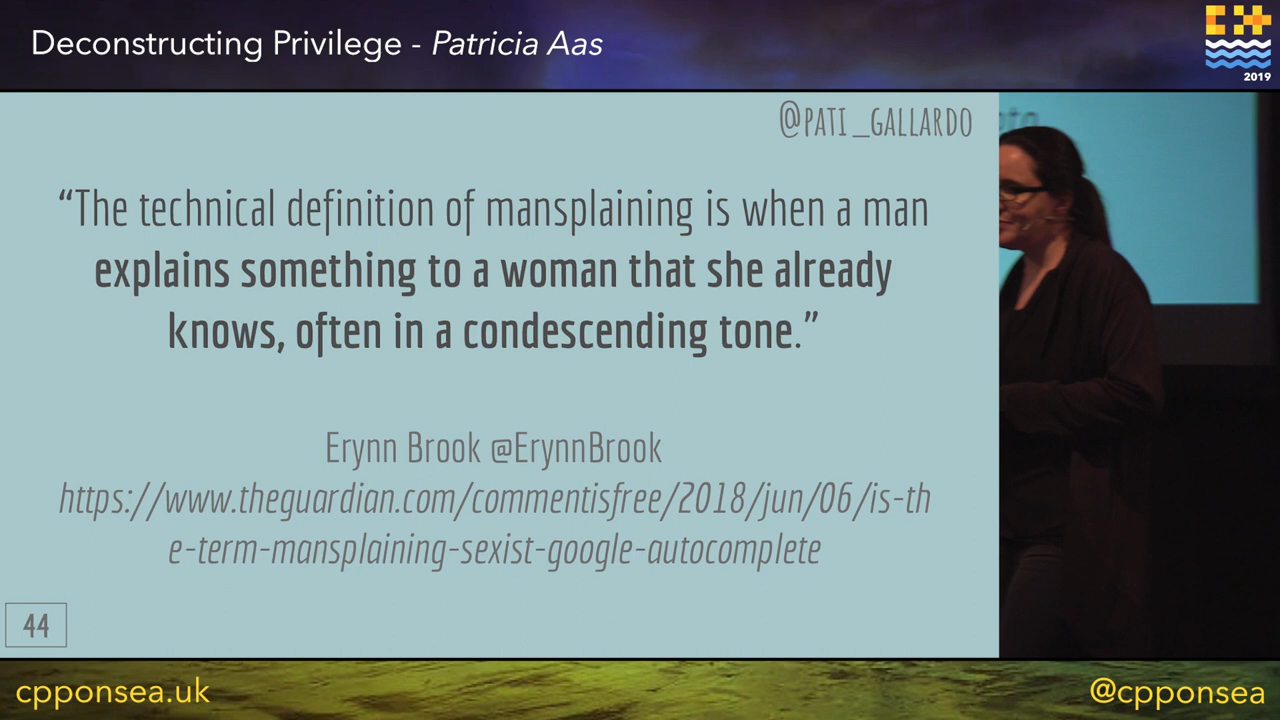 Deconstructing Privilege - Patricia Aas
2019
@PATI_GALLARDO
“The technical definition of mansplaining is when a man
explains something to a woman that she already
knows, often in a condescending tone.”
Erynn Brook @ErynnBrook
https://www.theguardian.com/commentisfree/2018/jun/06/is-th
e-term-mansplaining-sexist-google-autocomplete
44
cpponsea.uk
@cpponsea